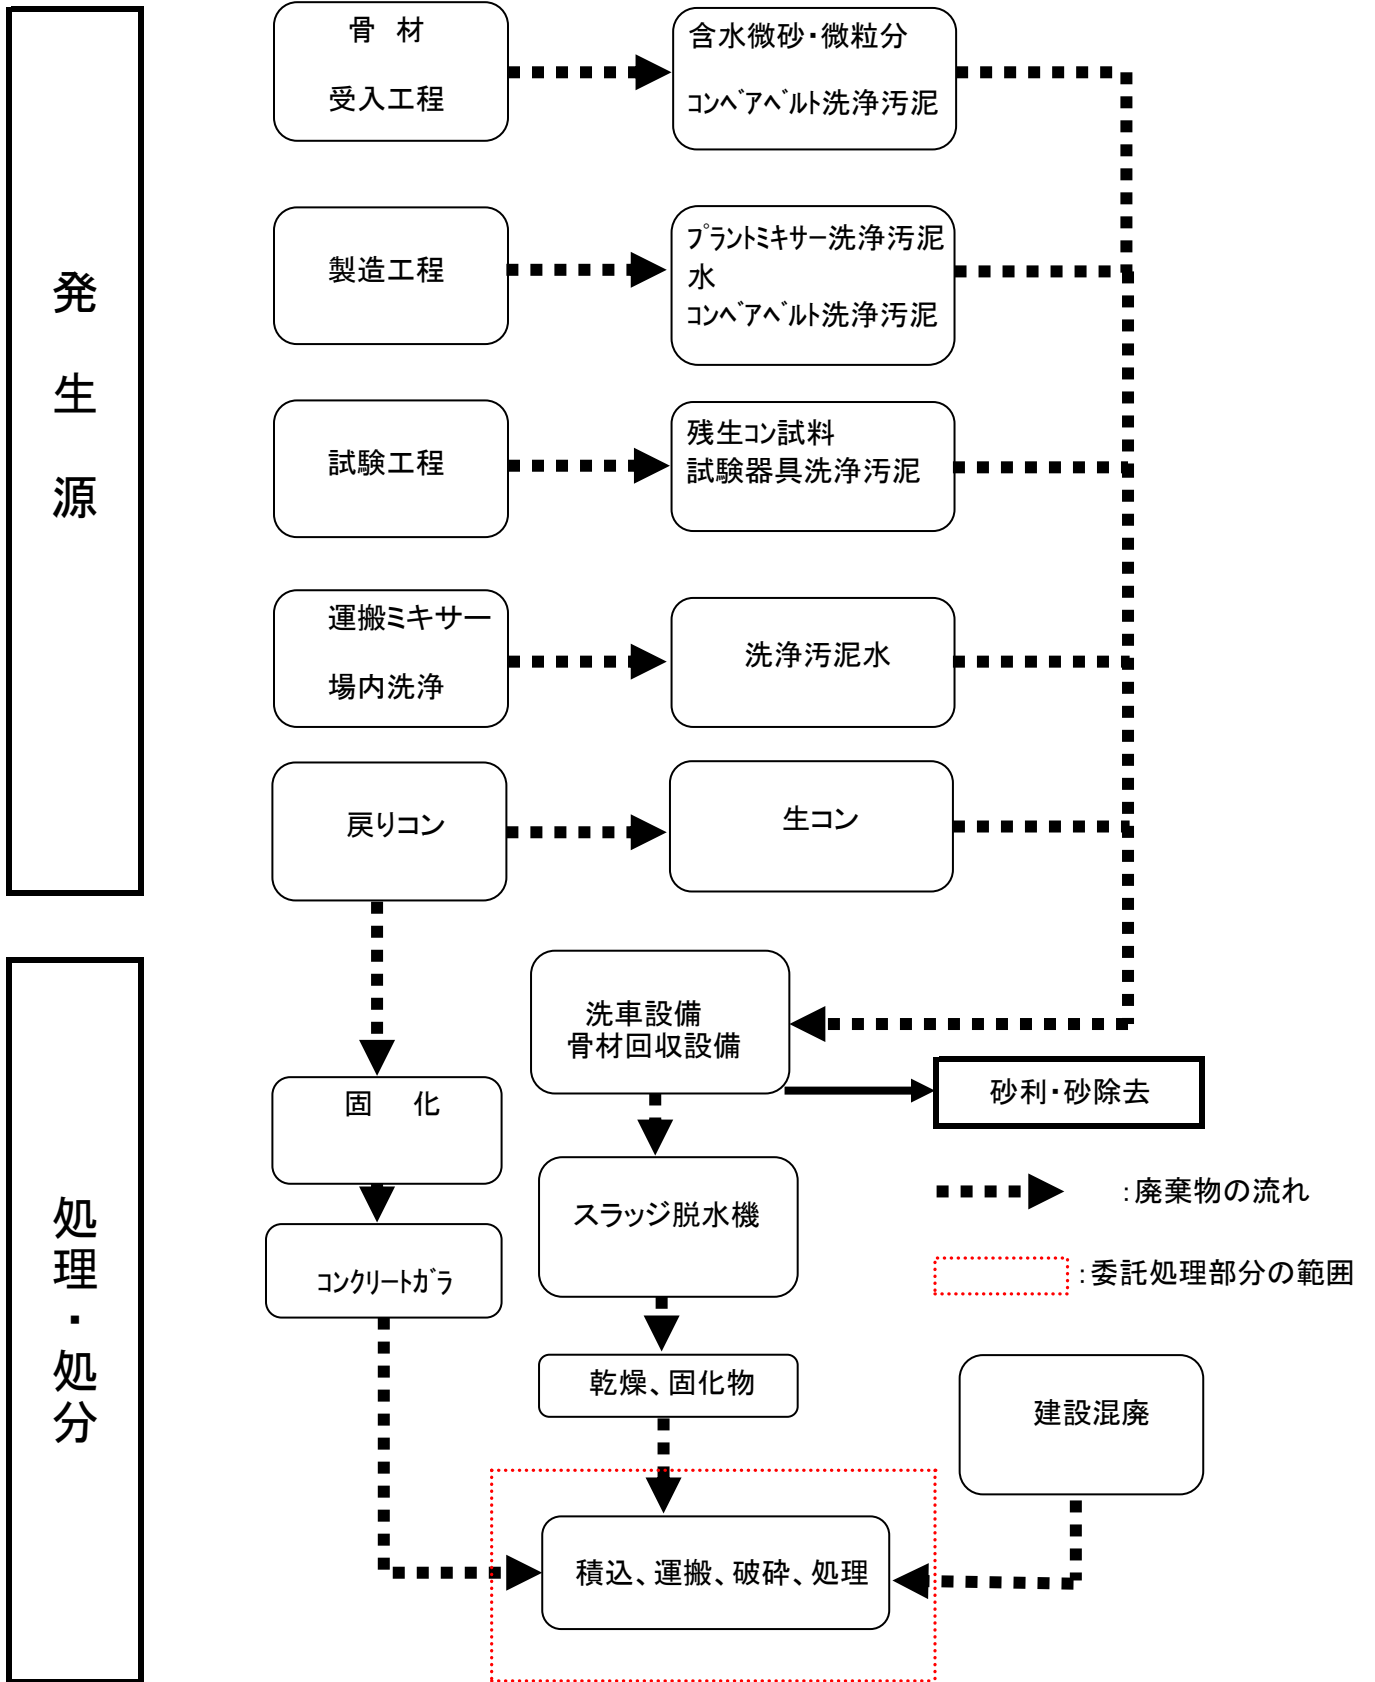 発
生
源
骨 材
受入工程
含水微砂・微粒分
ｺﾝﾍﾞｱﾍﾞﾙﾄ洗浄汚泥
製造工程
ﾌﾟﾗﾝﾄﾐｷｻｰ洗浄汚泥
水
ｺﾝﾍﾞｱﾍﾞﾙﾄ洗浄汚泥
試験工程
残生ｺﾝ試料
試験器具洗浄汚泥
運搬ミキサー
場内洗浄
洗浄汚泥水
戻りコン
生コン
処
理
・
処
分
洗車設備
骨材回収設備
砂利・砂除去
固 化
スラッジ脱水機
：廃棄物の流れ
ｺﾝｸﾘｰﾄｶﾞﾗ
：委託処理部分の範囲
乾燥、固化物
建設混廃
積込、運搬、破砕、処理